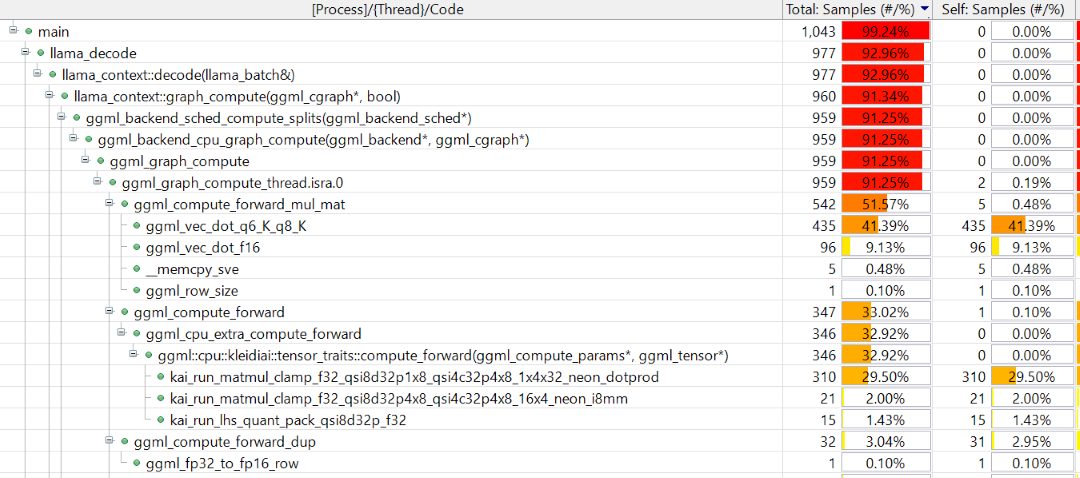 [Process]/{Thread}/Code Total: Samples (#/%) Self: Samples (#/%)
main 1,043 99.24% 0 0.00%
llama_decode 977 92.96% 0 0.00%
llama_context::decode(llama_batch&) 977 92.96% 0 0.00%
llama_context::graph_compute(ggml_cgraph*, bool) 960 91.34% 0 0.00%
ggml_backend_sched_compute_splits(ggml_backend_sched*) 959 91.25% 0 0.00%
ggml_backend_cpu_graph_compute(ggml_backend*, ggml_cgraph*) 959 91.25% 0 0.00%
ggml_graph_compute 959 91.25% 0 0.00%
ggml_graph_compute_thread.isra.0 959 91.25% 2 0.19%
ggml_compute_forward_mul_mat 542 51.57% 5 0.48%
ggml_vec_dot_q6_K_q8_K 435 41.39% 435 41.39%
ggml_vec_dot_f16 96 9.13% 96 9.13%
__memcpy_sve 5 0.48% 5 0.48%
ggml_row_size 1 0.10% 1 0.10%
ggml_compute_forward 347 33.02% 1 0.10%
ggml_cpu_extra_compute_forward 346 32.92% 0 0.00%
ggml::cpu::kleidiai::tensor_traits::compute_forward(ggml_compute_params*, ggml_tensor*) 346 32.92% 0 0.00%
kai_run_matmul_clamp_f32_qsi8d32p1x8_qsi4c32p4x8_1x4x32_neon_dotprod 310 29.50% 310 29.50%
kai_run_matmul_clamp_f32_qsi8d32p4x8_qsi4c32p4x8_16x4_neon_i8mm 21 2.00% 21 2.00%
kai_run_lhs_quant_pack_qsi8d32p_f32 15 1.43% 15 1.43%
ggml_compute_forward_dup 32 3.04% 31 2.95%
ggml_fp32_to_fp16_row 1 0.10% 1 0.10%